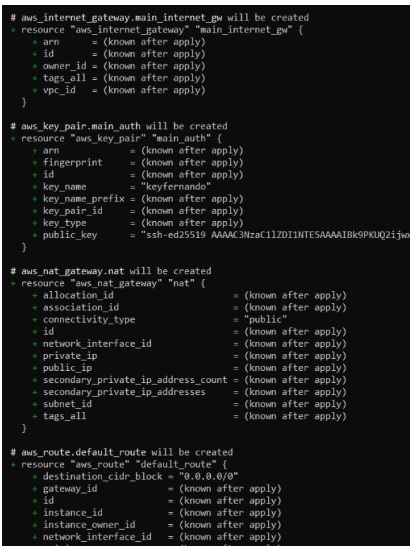 # aws_internet_gateway.main_internet_gw will be created
+ resource "aws_internet_gateway" "main_internet_gw" {
+ arn = (known after apply)
+ id = (known after apply)
+ owner_id = (known after apply)
+ tags_all = (known after apply)
+ vpc_id = (known after apply)
}
# aws_key_pair.main_auth will be created
+ resource "aws_key_pair" "main_auth" {
+ arn = (known after apply)
+ fingerprint = (known after apply)
+ id = (known after apply)
+ key_name = "keyfernando"
+ key_name_prefix = (known after apply)
+ key_pair_id = (known after apply)
+ key_type = (known after apply)
+ public_key = "ssh-ed25519 AAAAC3NzaC1lZDI1NTE5AAAAIBk9PKUQ2ijwx
}
# aws_nat_gateway.nat will be created
+ resource "aws_nat_gateway" "nat" {
+ allocation_id = (known after apply)
+ association_id = (known after apply)
+ connectivity_type = "public"
+ id = (known after apply)
+ network_interface_id = (known after apply)
+ private_ip = (known after apply)
+ public_ip = (known after apply)
+ secondary_private_ip_address_count = (known after apply)
+ secondary_private_ip_addresses = (known after apply)
+ subnet_id = (known after apply)
+ tags_all = (known after apply)
}
# aws_route.default_route will be created
+ resource "aws_route" "default_route" {
+ destination_cidr_block = "0.0.0.0/0"
+ gateway_id = (known after apply)
+ id = (known after apply)
+ instance_id = (known after apply)
+ instance_owner_id = (known after apply)
+ network_interface_id = (known after apply)